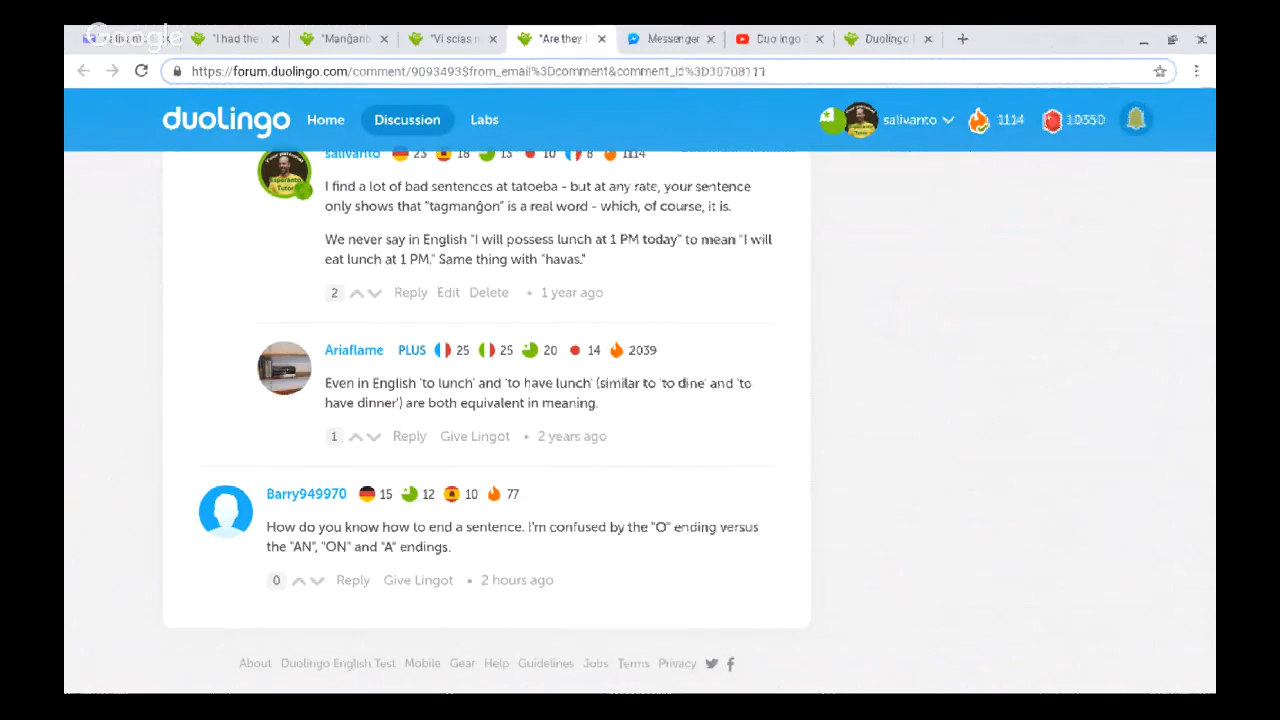 Google
"I had the
"Manĝanb
"Vi scias n
"Are they
Messenger
Duo ingo
Duolingo
https://forum.duolingo.com/comment/9093493$from_email%3Dcomment&comment_id%3D30708111
duolingo Home Discussion Labs salivanto 1114 10350
salivanto 23 18 13 10 8 1114
I find a lot of bad sentences at tatoeba - but at any rate, your sentence
only shows that "tagmanĝon" is a real word - which, of course, it is.
We never say in English "I will possess lunch at 1 PM today" to mean "I will
eat lunch at 1 PM." Same thing with "havas."
2 Reply Edit Delete • 1 year ago
Ariaflame PLUS 25 25 20 14 2039
Even in English 'to lunch' and 'to have lunch' (similar to 'to dine' and 'to
have dinner') are both equivalent in meaning.
1 Reply Give Lingot • 2 years ago
Barry949970 15 12 10 77
How do you know how to end a sentence. I'm confused by the "O" ending versus
the "AN", "ON" and "A" endings.
0 Reply Give Lingot • 2 hours ago
About Duolingo English Test Mobile Gear Help Guidelines Jobs Terms Privacy